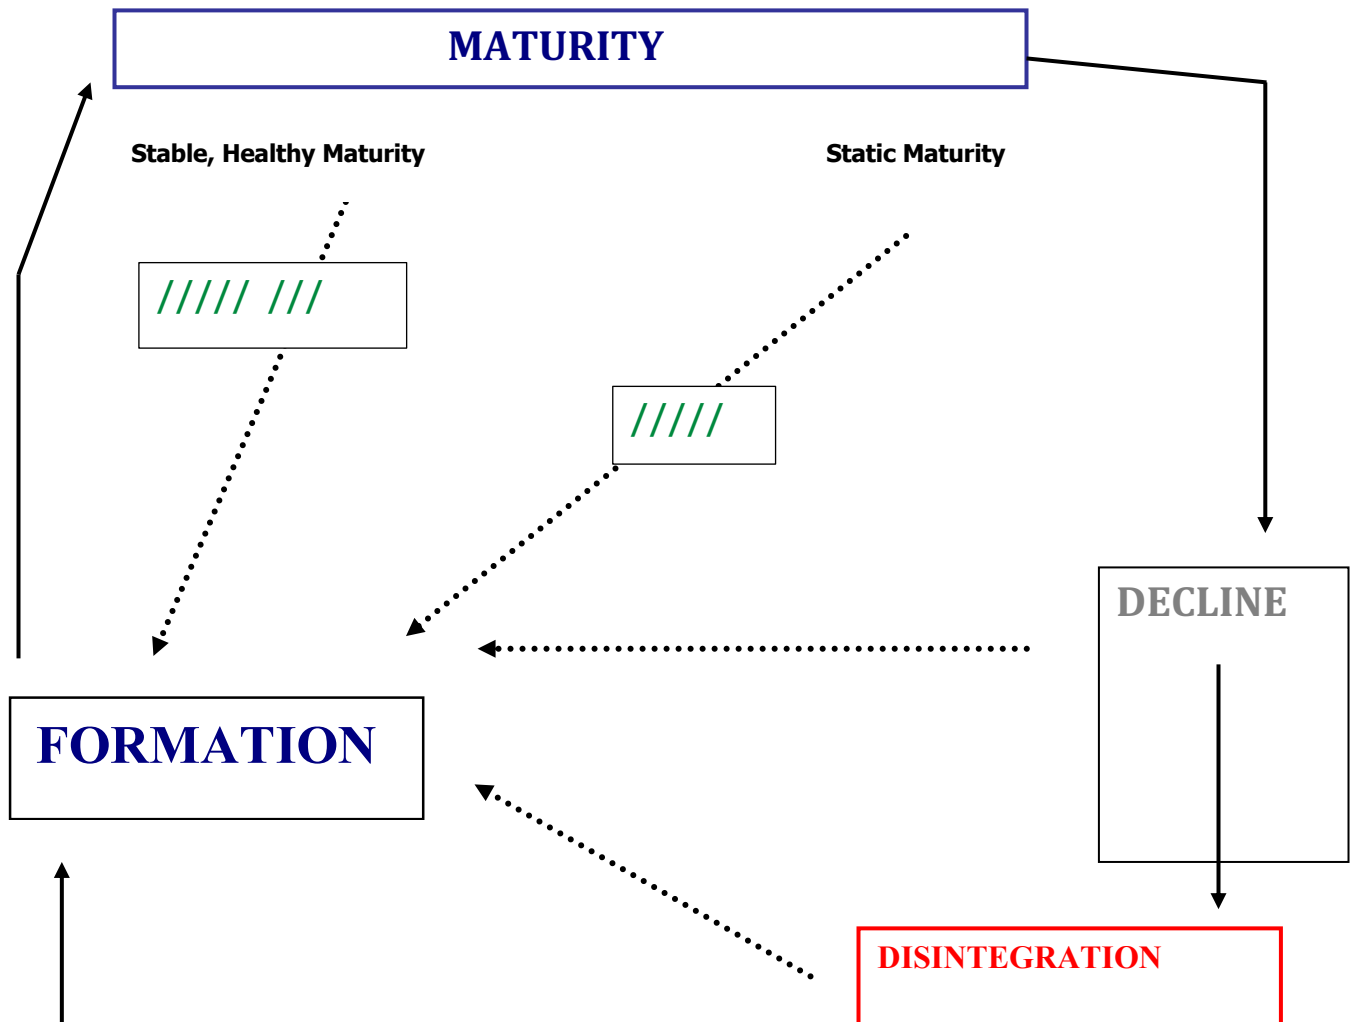 MATURITY
Stable, Healthy Maturity
Static Maturity
///// ///
/////
DECLINE
FORMATION
DISINTEGRATION